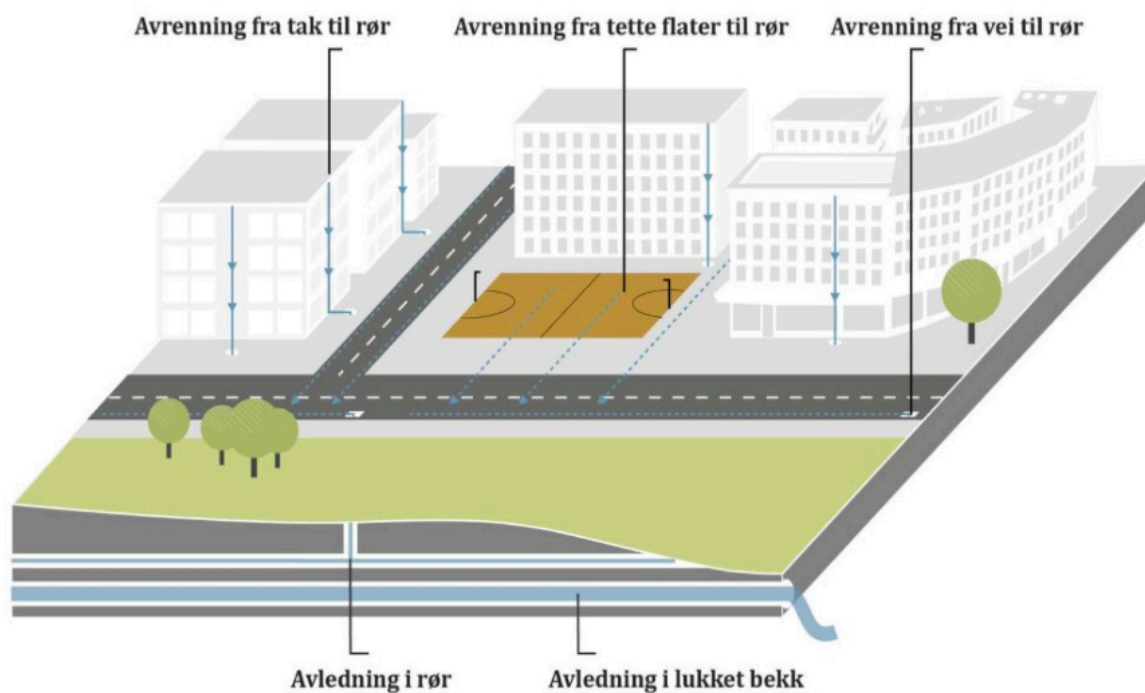 Avrenning fra tak til rør
Avrenning fra tette flater til rør
Avrenning fra vei til rør
Avledning i rør
Avledning i lukket bekk